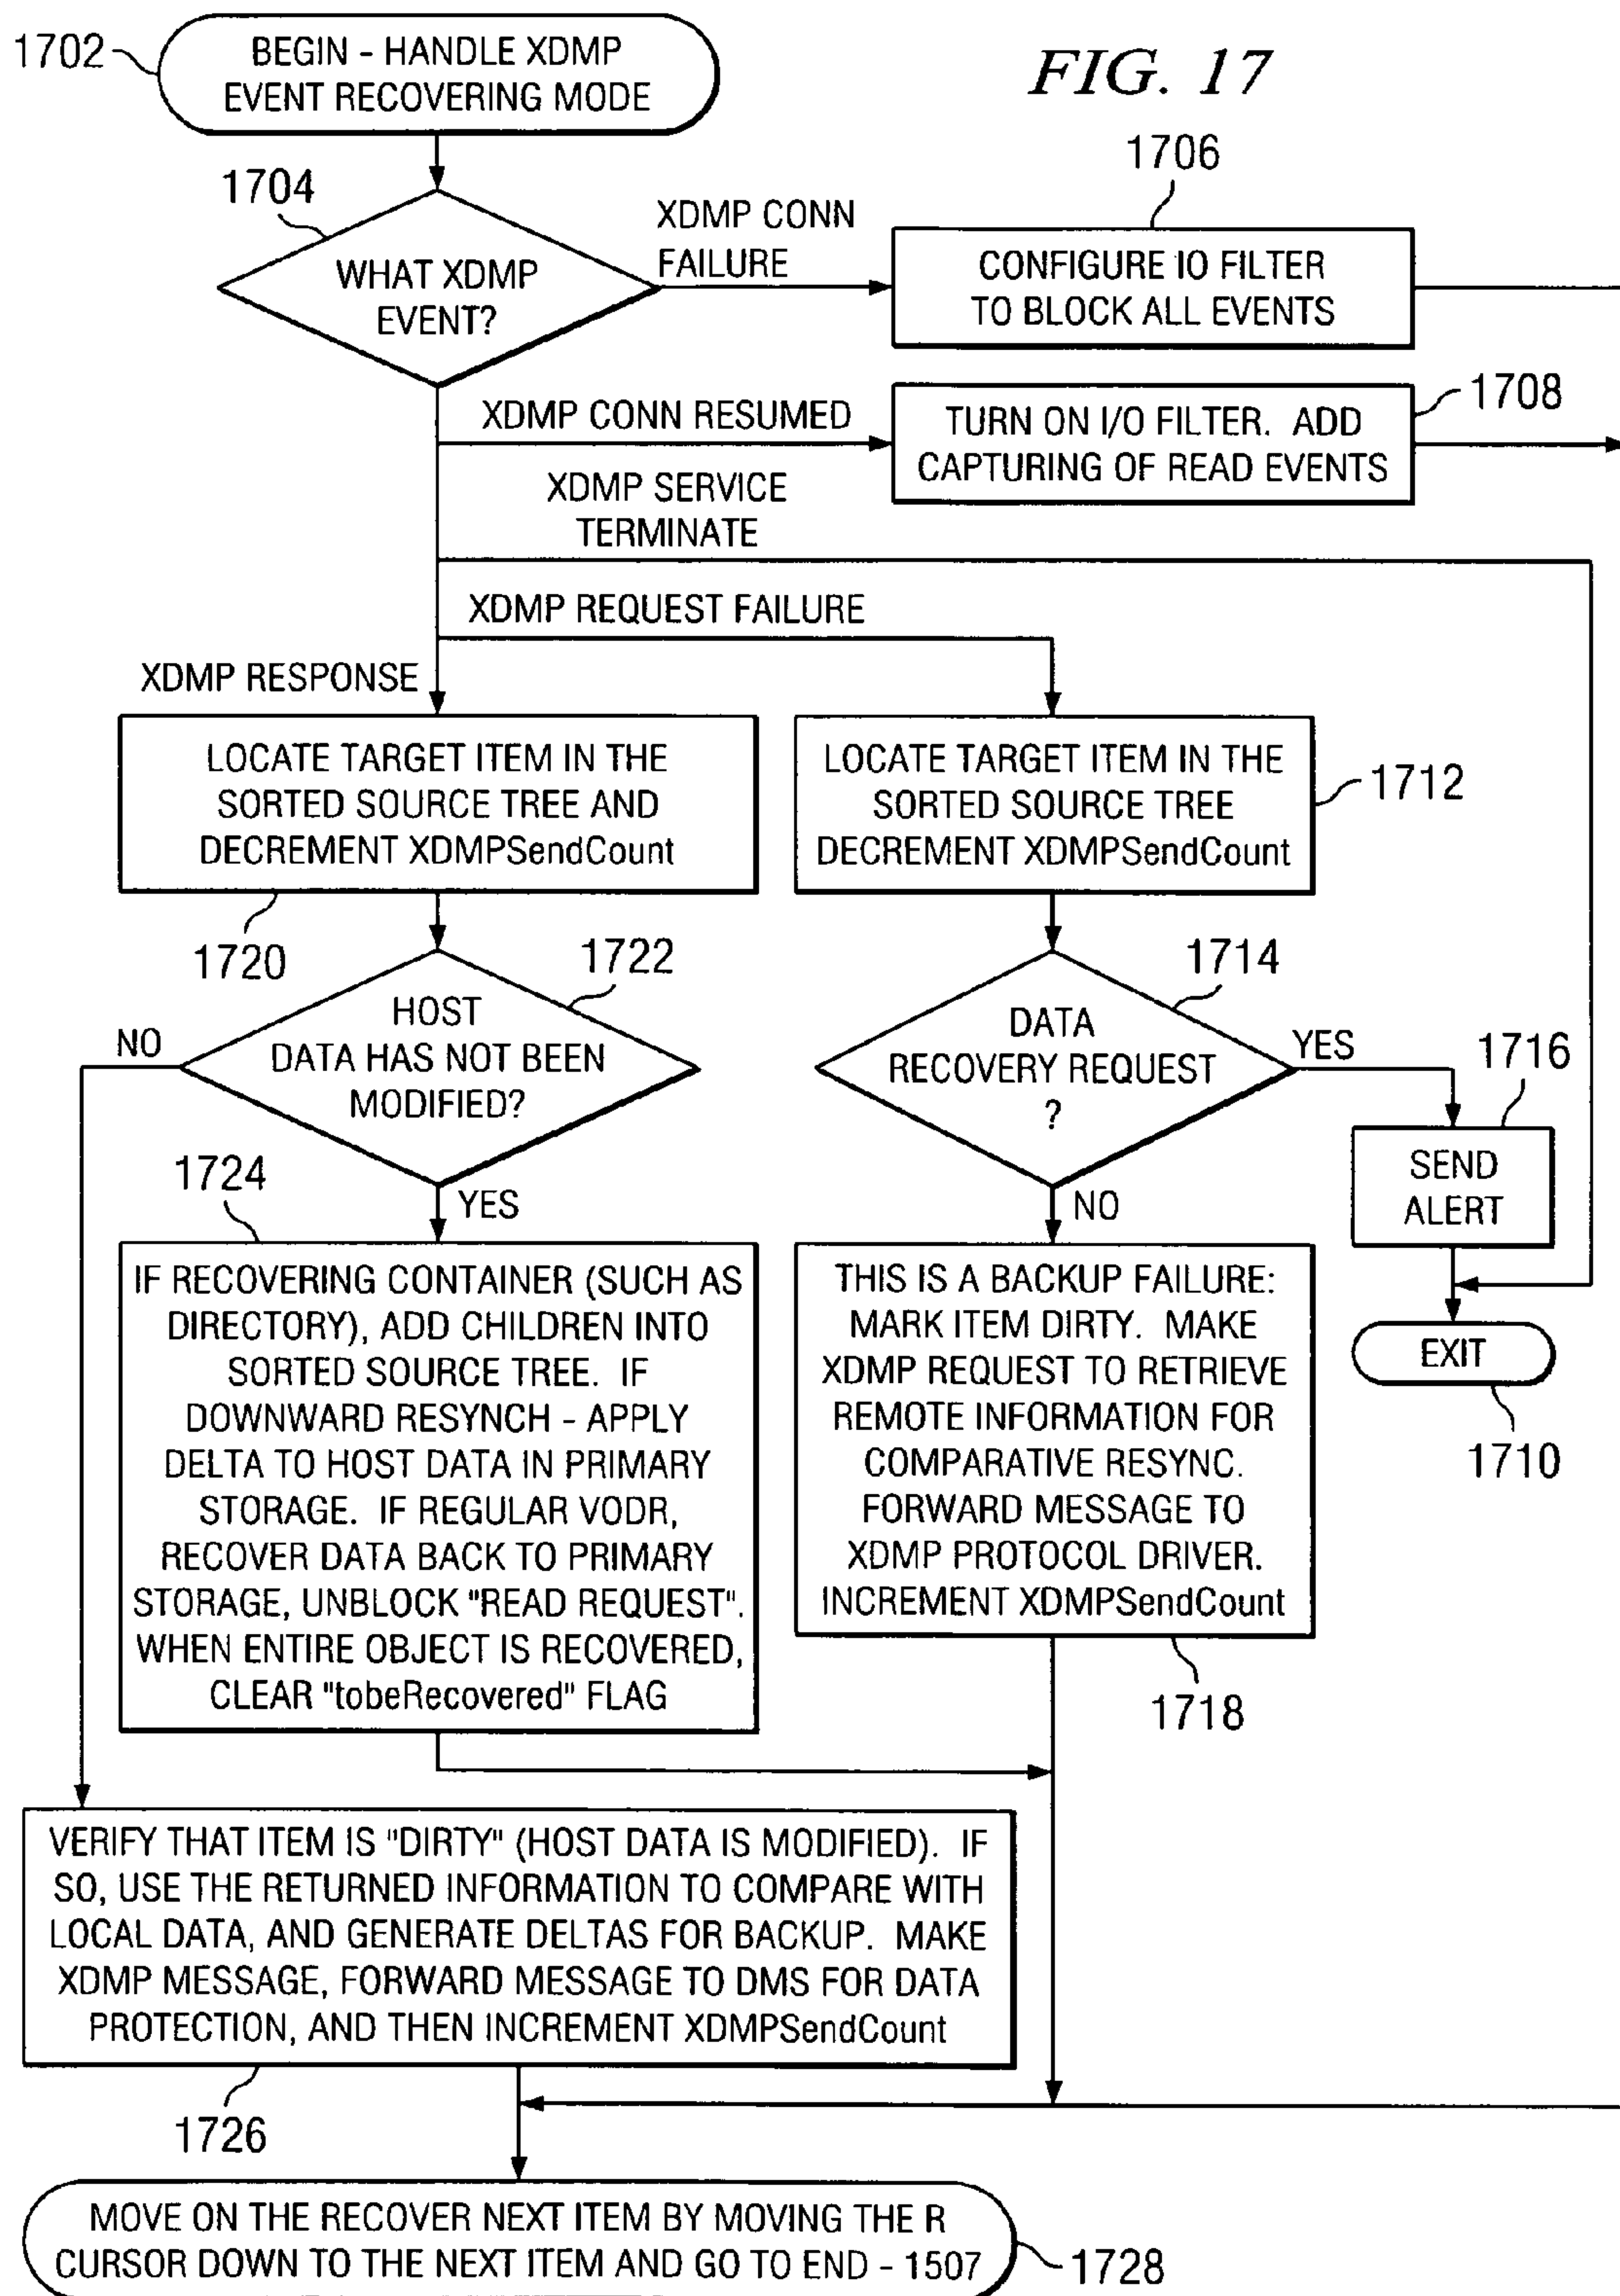 1702
BEGIN - HANDLE XDMP
EVENT RECOVERING MODE
FIG. 17
1704
WHAT XDMP
EVENT?
XDMP CONN
FAILURE
1706
CONFIGURE IO FILTER
TO BLOCK ALL EVENTS
XDMP CONN RESUMED
1708
TURN ON I/O FILTER. ADD
CAPTURING OF READ EVENTS
XDMP SERVICE
TERMINATE
XDMP REQUEST FAILURE
XDMP RESPONSE
LOCATE TARGET ITEM IN THE
SORTED SOURCE TREE AND
DECREMENT XDMPSendCount
1720
LOCATE TARGET ITEM IN THE
SORTED SOURCE TREE
DECREMENT XDMPSendCount
1712
1722
HOST
DATA HAS NOT BEEN
MODIFIED?
NO
YES
1714
DATA
RECOVERY REQUEST
?
YES
NO
1716
SEND
ALERT
EXIT
1710
1724
IF RECOVERING CONTAINER (SUCH AS
DIRECTORY), ADD CHILDREN INTO
SORTED SOURCE TREE. IF
DOWNWARD RESYNCH - APPLY
DELTA TO HOST DATA IN PRIMARY
STORAGE. IF REGULAR VODR,
RECOVER DATA BACK TO PRIMARY
STORAGE, UNBLOCK "READ REQUEST".
WHEN ENTIRE OBJECT IS RECOVERED,
CLEAR "tobeRecovered" FLAG
THIS IS A BACKUP FAILURE:
MARK ITEM DIRTY. MAKE
XDMP REQUEST TO RETRIEVE
REMOTE INFORMATION FOR
COMPARATIVE RESYNC.
FORWARD MESSAGE TO
XDMP PROTOCOL DRIVER.
INCREMENT XDMPSendCount
1718
VERIFY THAT ITEM IS "DIRTY" (HOST DATA IS MODIFIED). IF
SO, USE THE RETURNED INFORMATION TO COMPARE WITH
LOCAL DATA, AND GENERATE DELTAS FOR BACKUP. MAKE
XDMP MESSAGE, FORWARD MESSAGE TO DMS FOR DATA
PROTECTION, AND THEN INCREMENT XDMPSendCount
1726
MOVE ON THE RECOVER NEXT ITEM BY MOVING THE R
CURSOR DOWN TO THE NEXT ITEM AND GO TO END - 1507
1728